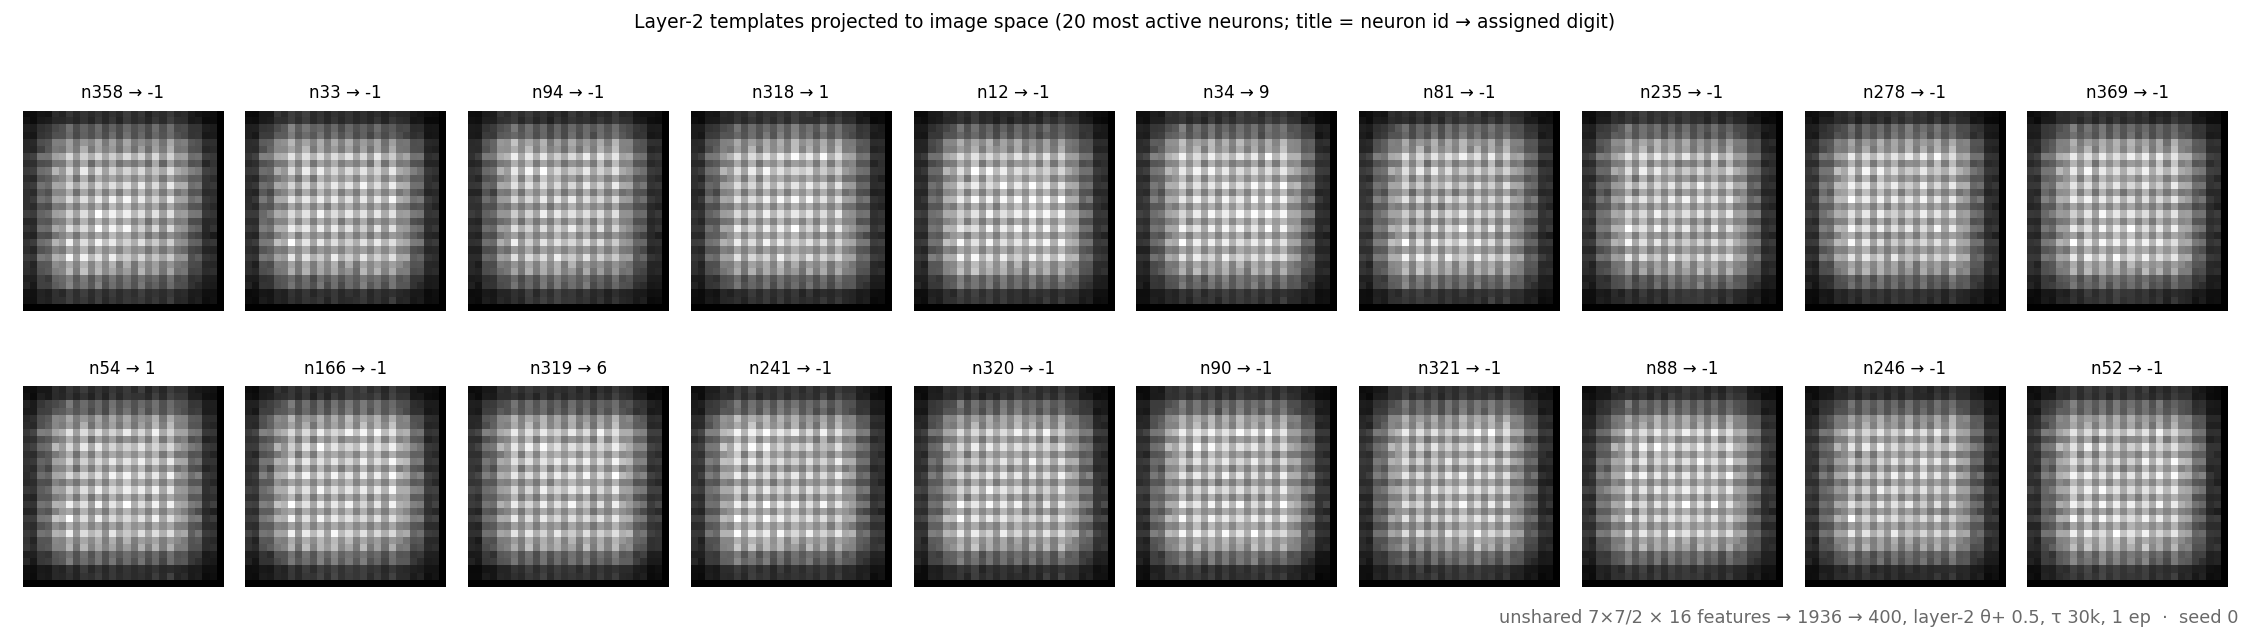 Layer-2 templates projected to image space (20 most active neurons; title = neuron id → assigned digit)
n358 → -1
n33 → -1
n94 → -1
n318 → 1
n12 → -1
n34 → 9
n81 → -1
n235 → -1
n278 → -1
n369 → -1
n54 → 1
n166 → -1
n319 → 6
n241 → -1
n320 → -1
n90 → -1
n321 → -1
n88 → -1
n246 → -1
n52 → -1
unshared 7×7/2 × 16 features → 1936 → 400, layer-2 θ+ 0.5, τ 30k, 1 ep · seed 0